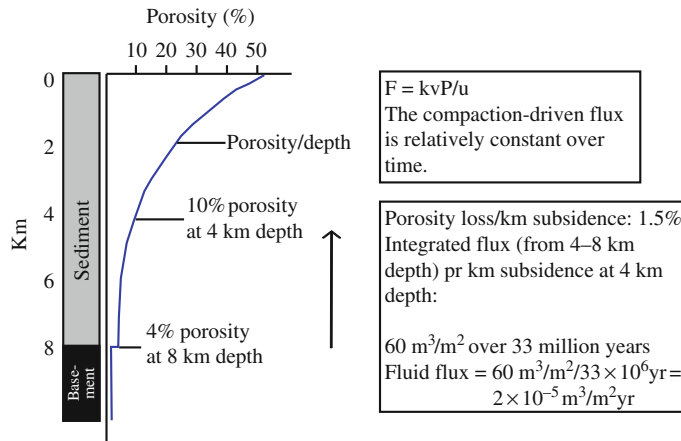 Porosity (%)
10 20 30 40 50
0
2
4
6
8
Km
Sediment
Base-
ment
Porosity/depth
10% porosity
at 4 km depth
4% porosity
at 8 km depth
F = kvP/u
The compaction-driven flux
is relatively constant over
time.
Porosity loss/km subsidence: 1.5%
Integrated flux (from 4–8 km
depth) pr km subsidence at 4 km
depth:
60 m³/m² over 33 million years
Fluid flux = 60 m³/m²/33 × 10⁶yr =
2 × 10⁻⁵ m³/m²yr